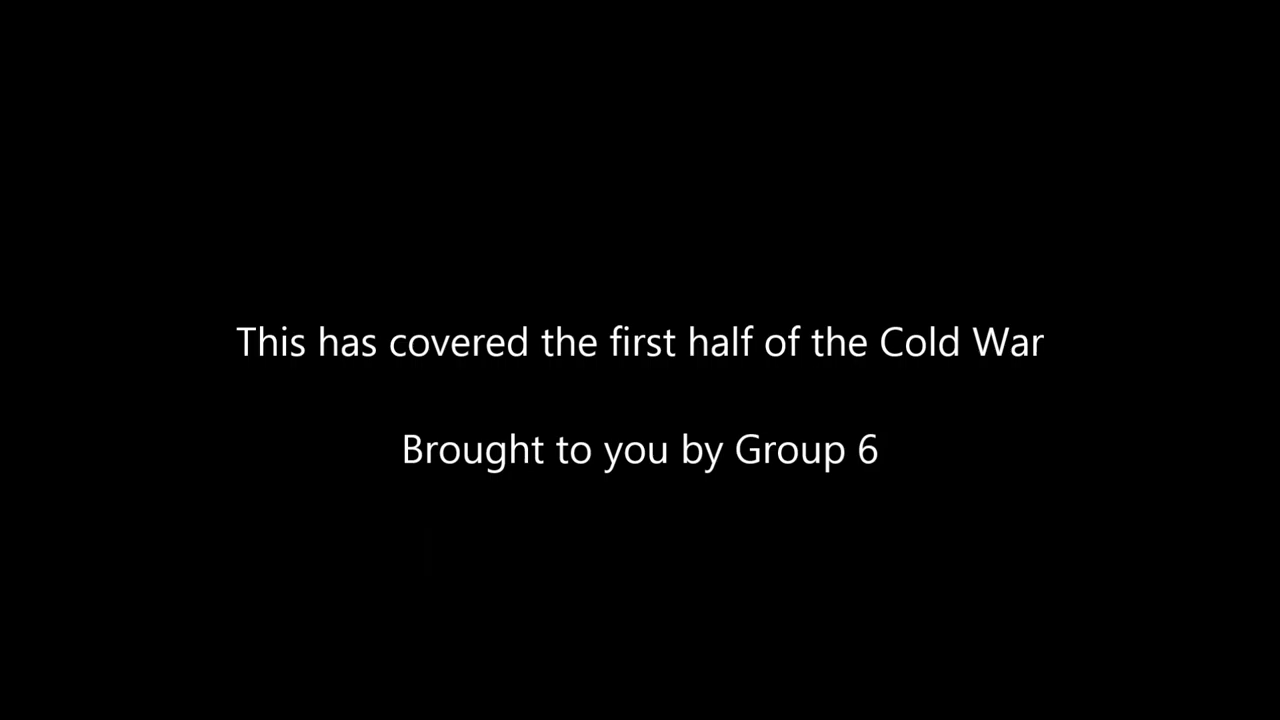 This has covered the first half of the Cold War
Brought to you by Group 6